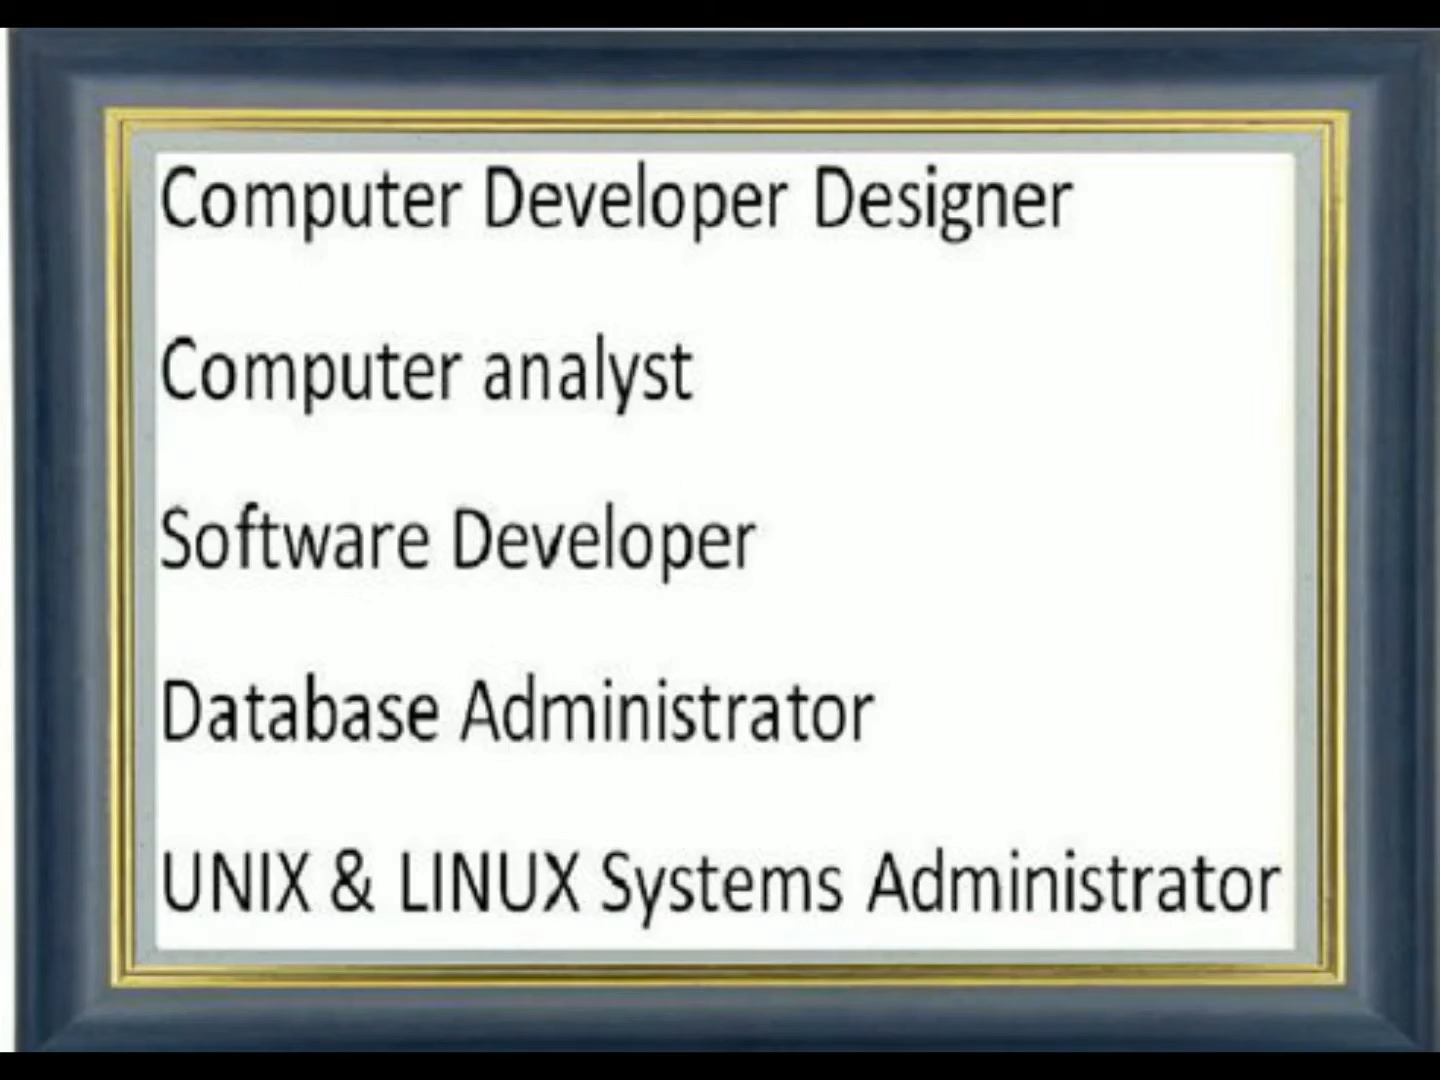 Computer Developer Designer
Computer analyst
Software Developer
Database Administrator
UNIX & LINUX Systems Administrator